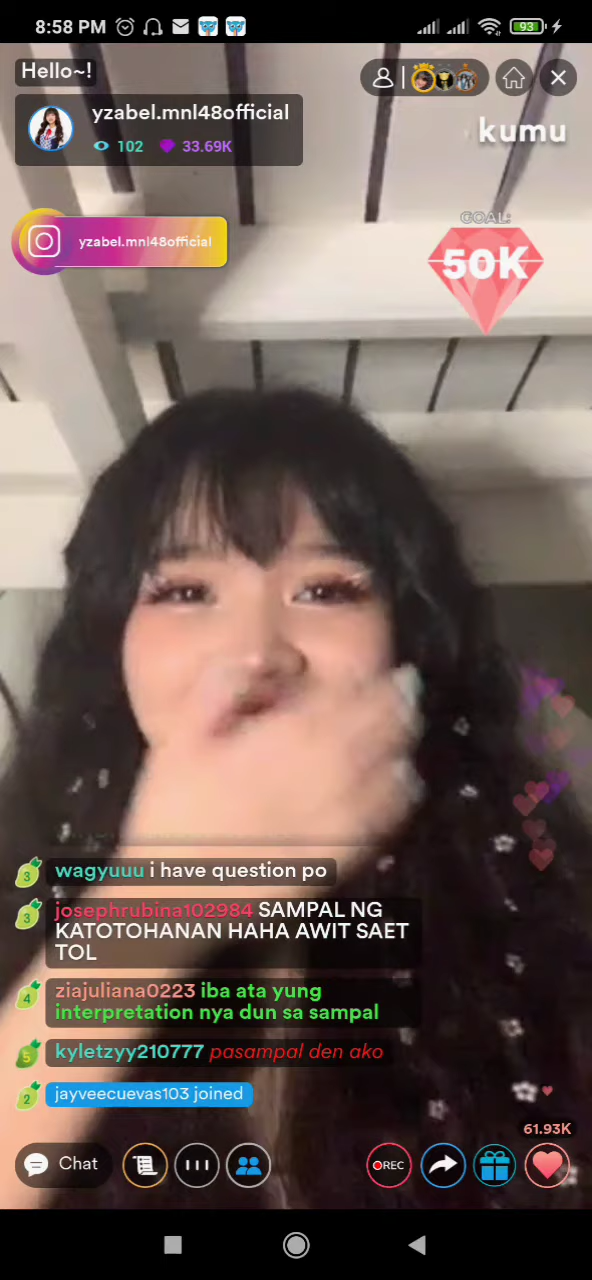 8:58 PM
93
Hello~!
yzabel.mnl48official
102 33.69K
kumu
yzabel.mnl48official
GOAL:
50K
3 wagyuuu i have question po
3 josephrubina102984 SAMPAL NG
KATOTOHANAN HAHA AWIT SAET
TOL
4 ziajuliana0223 iba ata yung
interpretation nya dun sa sampal
5 kyletzyy210777 pasampal den ako
2 jayveecuevas103 joined
61.93K
Chat
REC